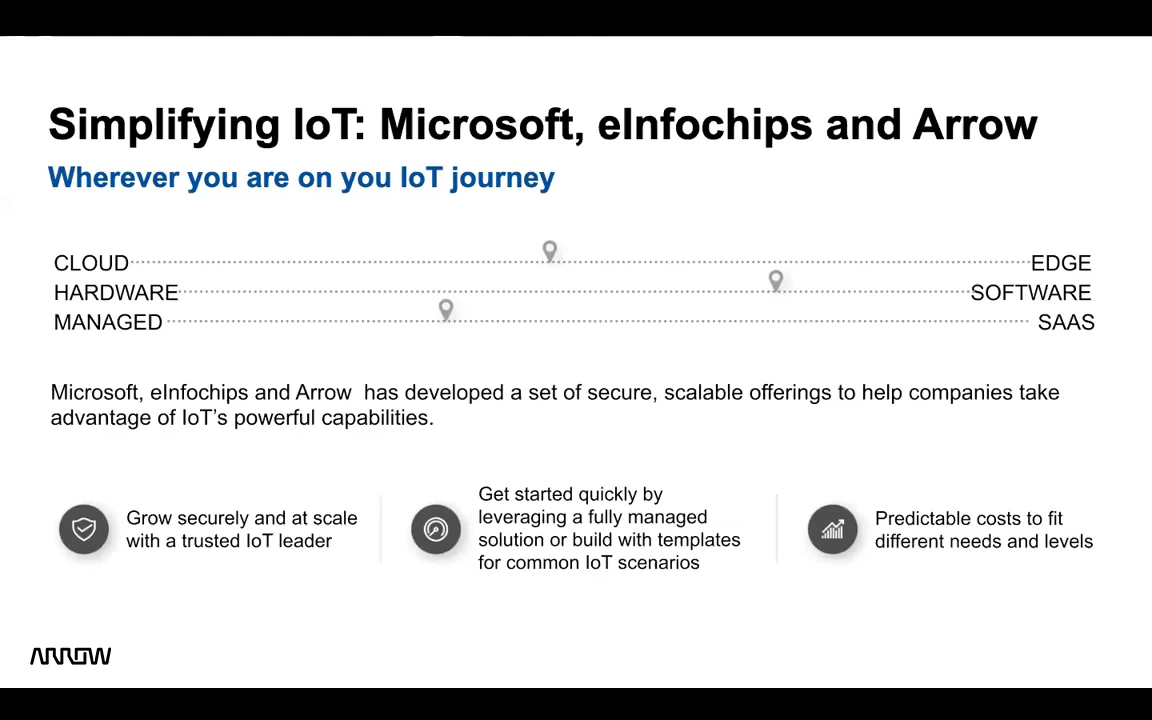 Simplifying IoT: Microsoft, eInfochips and Arrow
Wherever you are on you IoT journey
CLOUD EDGE
HARDWARE SOFTWARE
MANAGED SAAS
Microsoft, eInfochips and Arrow has developed a set of secure, scalable offerings to help companies take
advantage of IoT's powerful capabilities.
Grow securely and at scale
with a trusted IoT leader
Get started quickly by
leveraging a fully managed
solution or build with templates
for common IoT scenarios
Predictable costs to fit
different needs and levels
ARROW